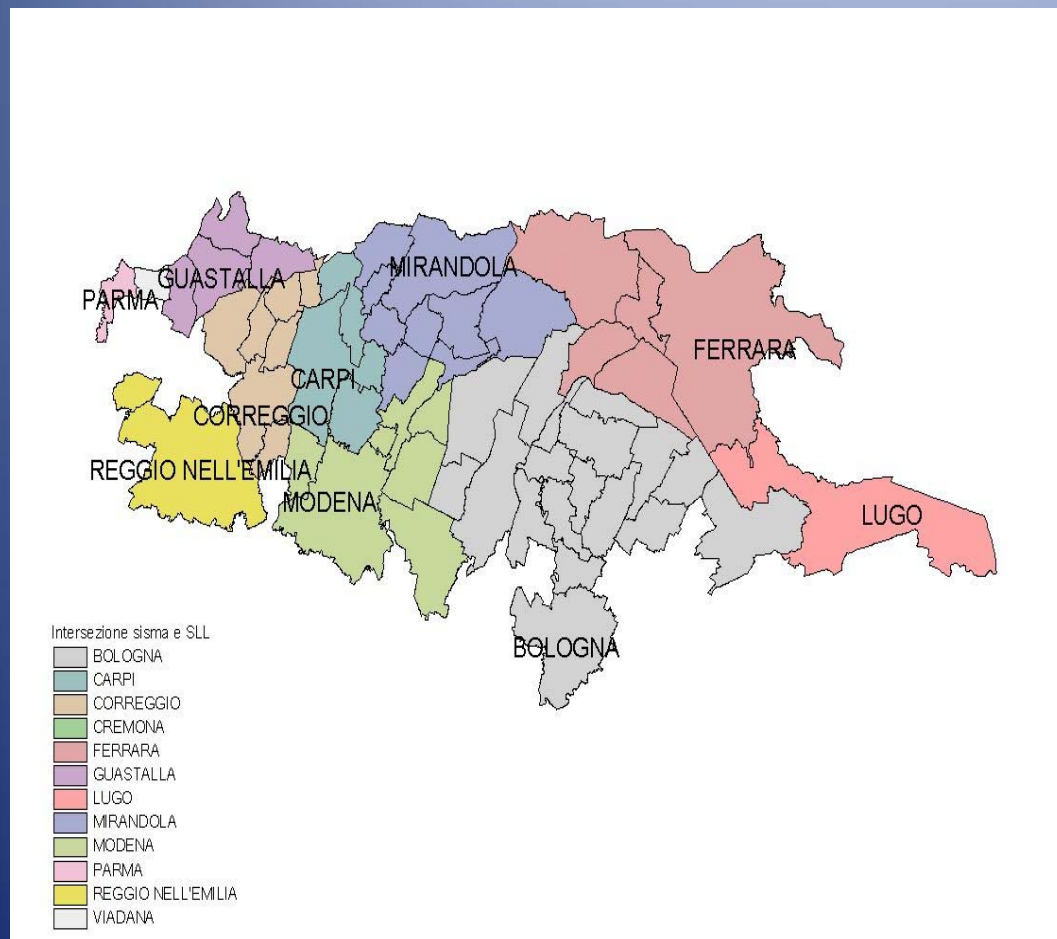 MIRANDOLA
GUASTALLA
PARMA
FERRARA
CARPI
CORREGGIO
REGGIO NELL'EMILIA
MODENA
LUGO
BOLOGNA
Intersezione sisma e SLL
BOLOGNA
CARPI
CORREGGIO
CREMONA
FERRARA
GUASTALLA
LUGO
MIRANDOLA
MODENA
PARMA
REGGIO NELL'EMILIA
VIADANA